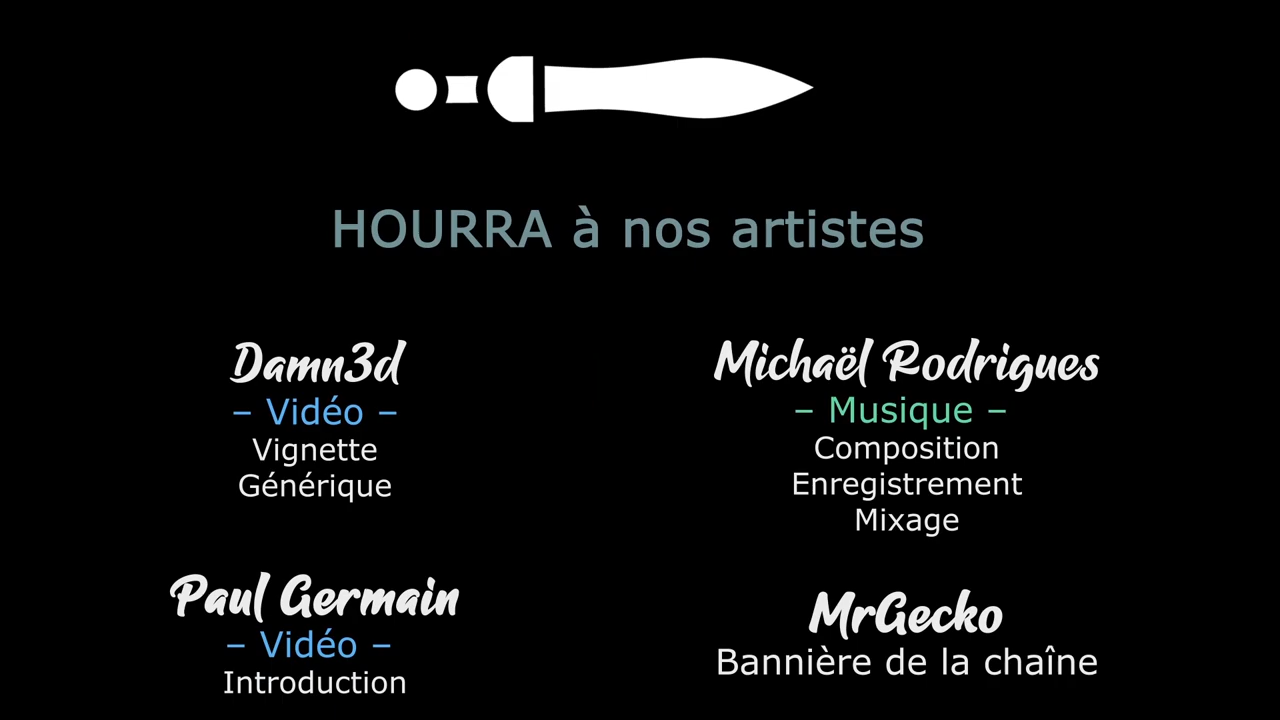 HOURRA à nos artistes
Damn3d
– Vidéo –
Vignette
Générique
Michaël Rodrigues
– Musique –
Composition
Enregistrement
Mixage
Paul Germain
– Vidéo –
Introduction
MrGecko
Bannière de la chaîne